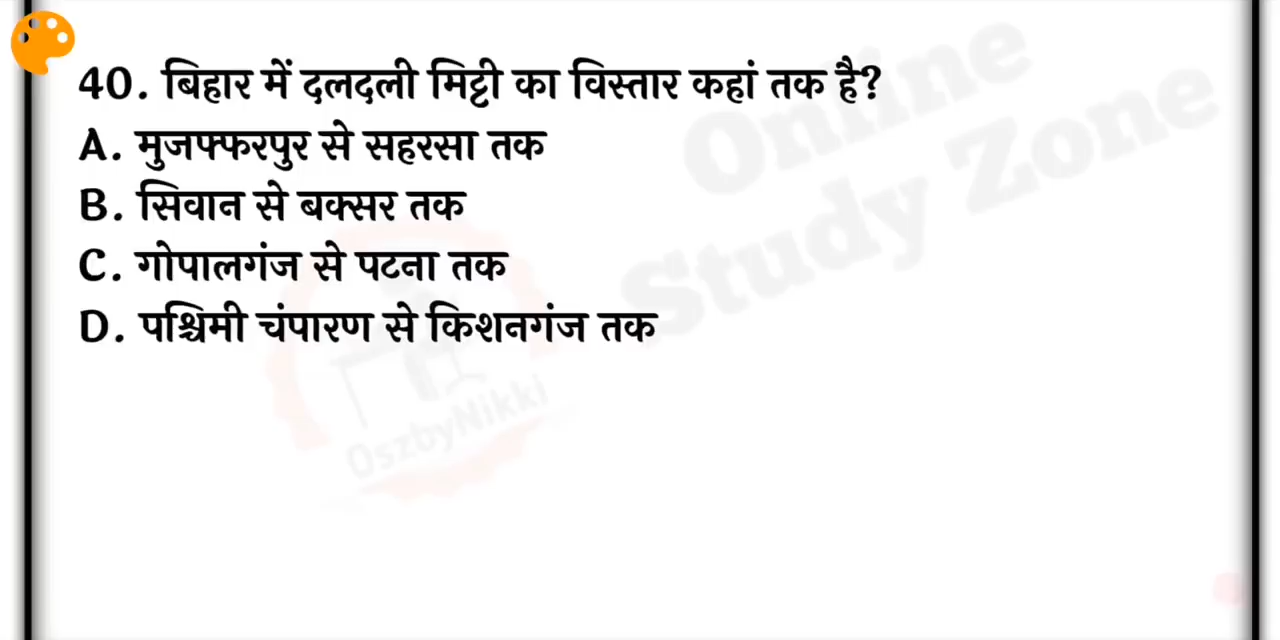 40. बिहार में दलदली मिट्टी का विस्तार कहां तक है?
A. मुजफ्फरपुर से सहरसा तक
B. सिवान से बक्सर तक
C. गोपालगंज से पटना तक
D. पश्चिमी चंपारण से किशनगंज तक
Online
Study Zone
OszbyNikki